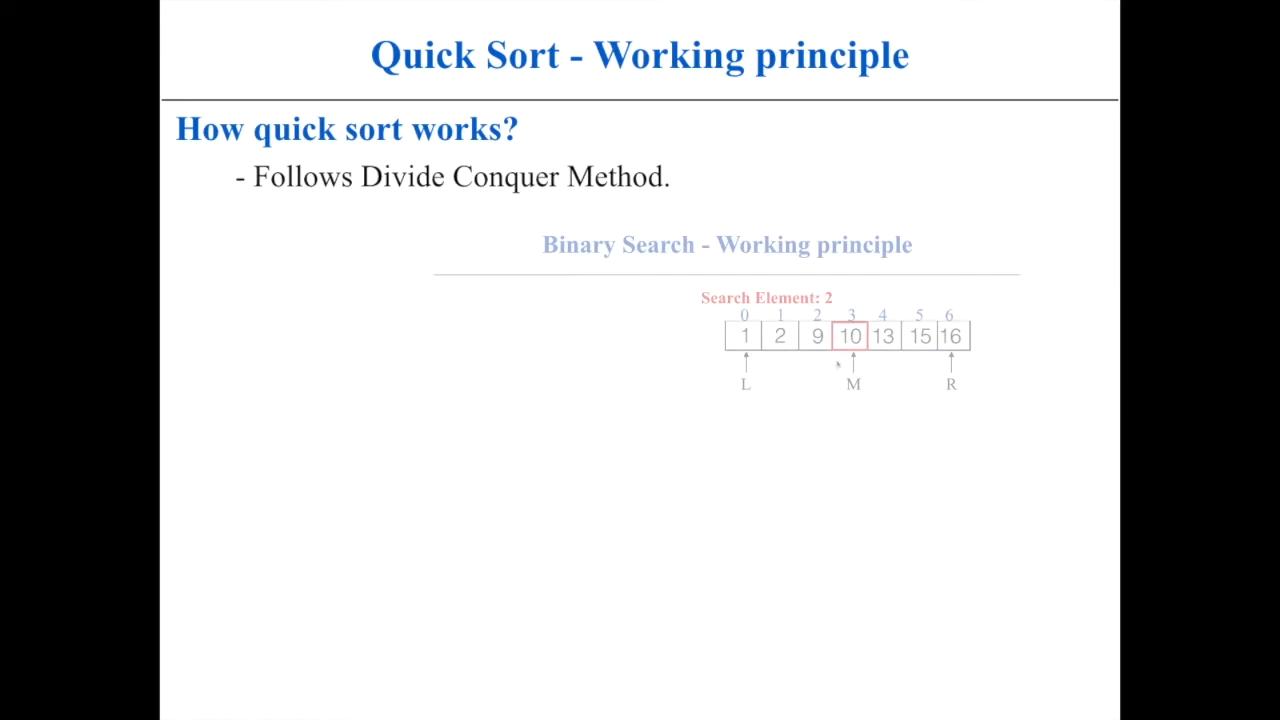 Quick Sort - Working principle
How quick sort works?
- Follows Divide Conquer Method.
Binary Search - Working principle
Search Element: 2
0 1 2 3 4 5 6
1 2 9 10 13 15 16
L M R